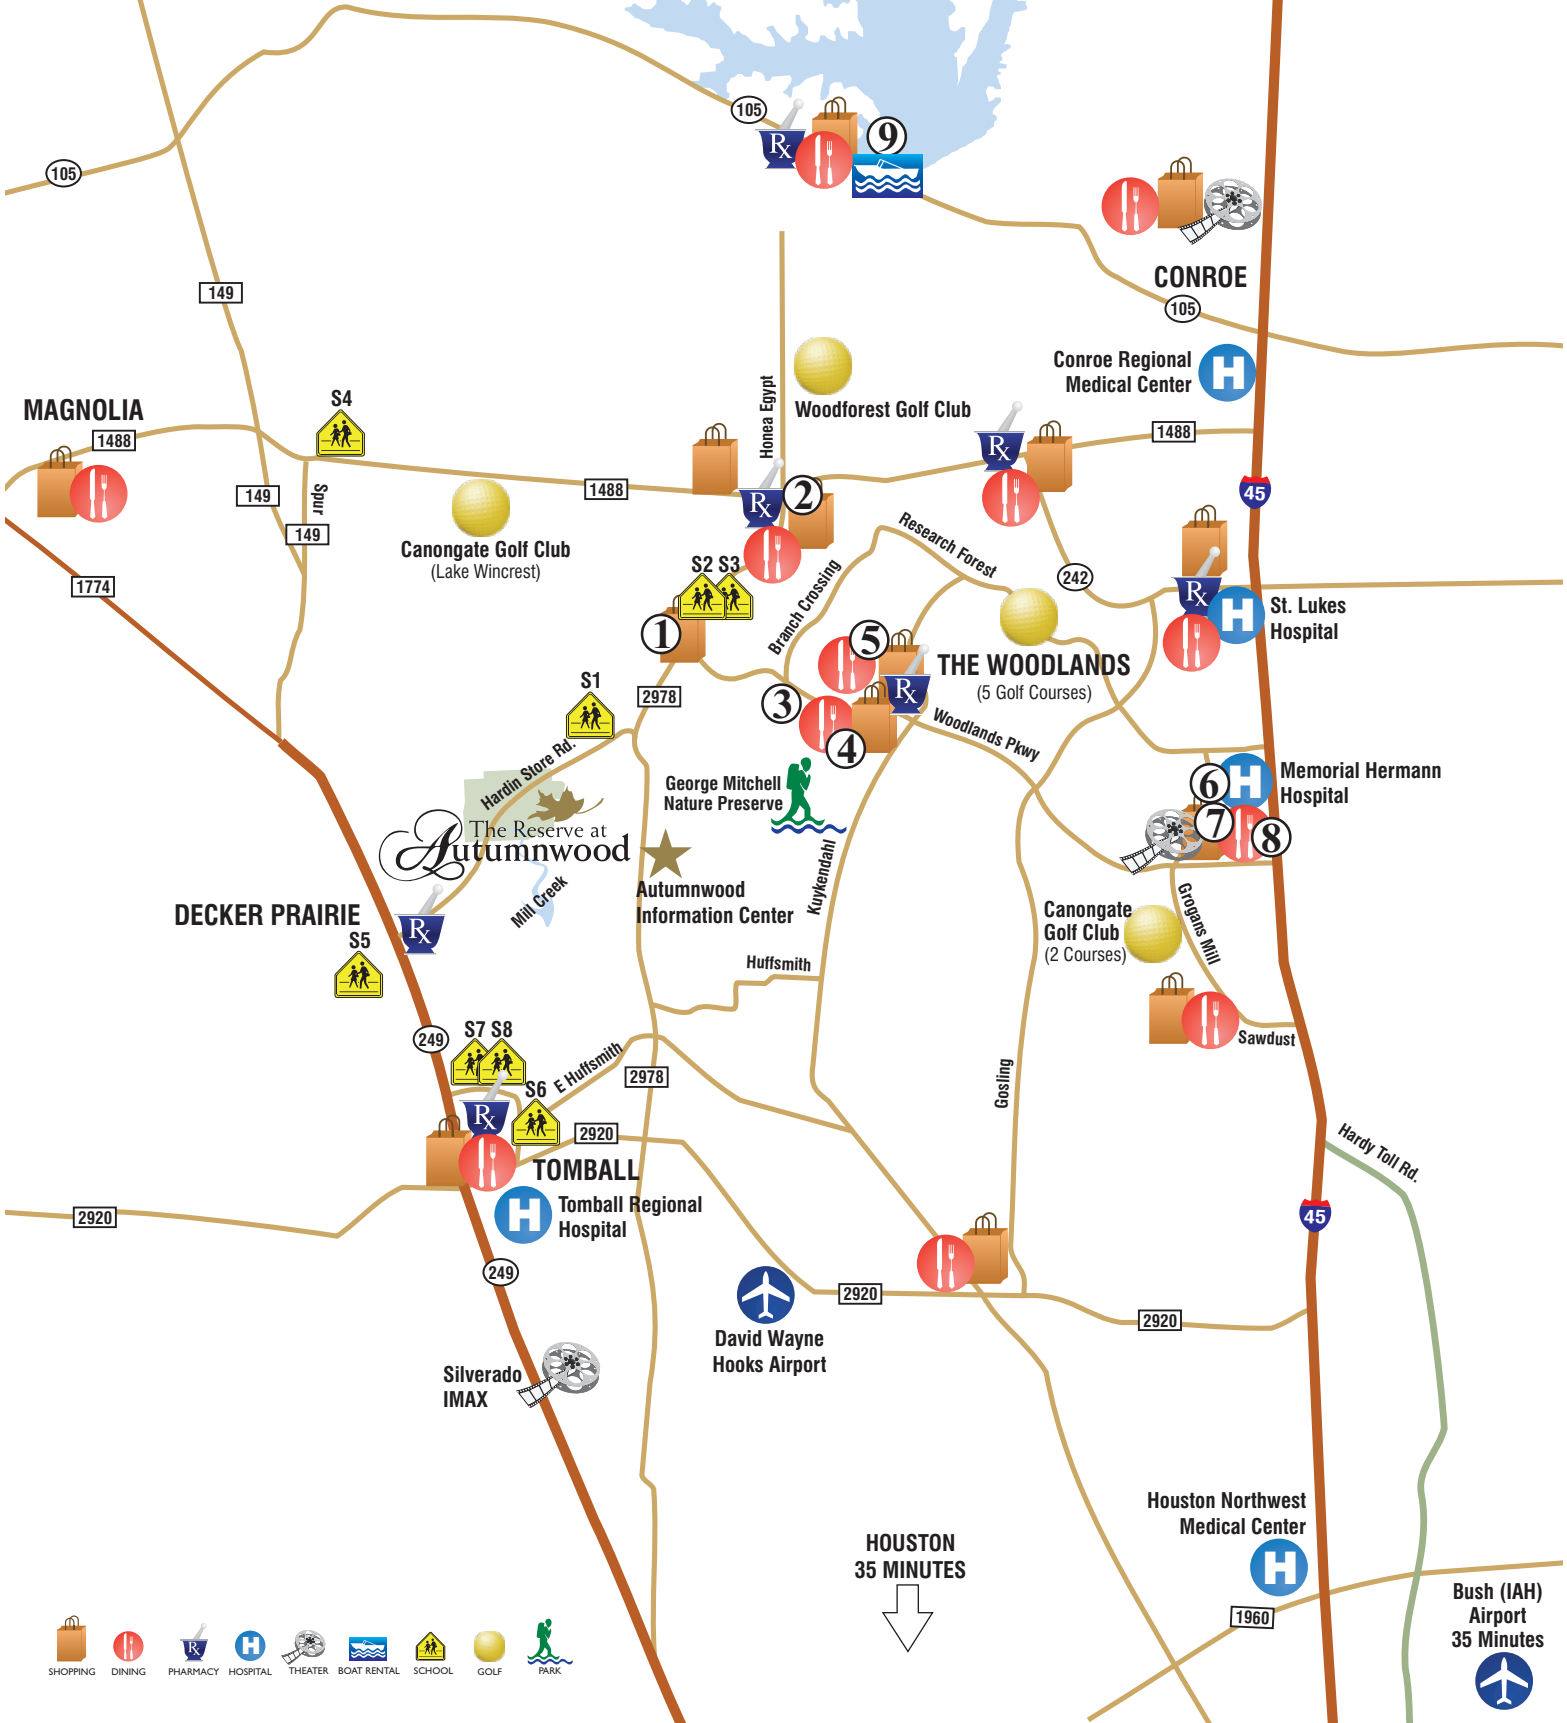 105
9
105
149
CONROE
105
Conroe Regional
Medical Center
H
Honea Egypt
Woodforest Golf Club
MAGNOLIA
S4
1488
1488
Rx
45
149
Spur
149
1488
Rx
2
Canongate Golf Club
(Lake Wincrest)
Research Forest
1774
S2 S3
Branch Crossing
242
Rx
H
St. Lukes
Hospital
1
5
THE WOODLANDS
(5 Golf Courses)
S1
2978
3
Rx
4
Woodlands Pkwy
Hardin Store Rd.
George Mitchell
Nature Preserve
6
H
Memorial Hermann
Hospital
7
8
The Reserve at
Autumnwood
Mill Creek
Autumnwood
Information Center
Kuykendahl
DECKER PRAIRIE
Rx
S5
Canongate
Golf Club
(2 Courses)
Grogans Mill
Huffsmith
249
S7 S8
Rx
S6
E Huffsmith
2978
Sawdust
Gosling
2920
TOMBALL
H
Tomball Regional
Hospital
Hardy Toll Rd.
2920
45
249
David Wayne
Hooks Airport
2920
2920
Silverado
IMAX
Houston Northwest
Medical Center
H
HOUSTON
35 MINUTES
1960
Bush (IAH)
Airport
35 Minutes
Rx
H
SHOPPING DINING PHARMACY HOSPITAL THEATER BOAT RENTAL SCHOOL GOLF PARK